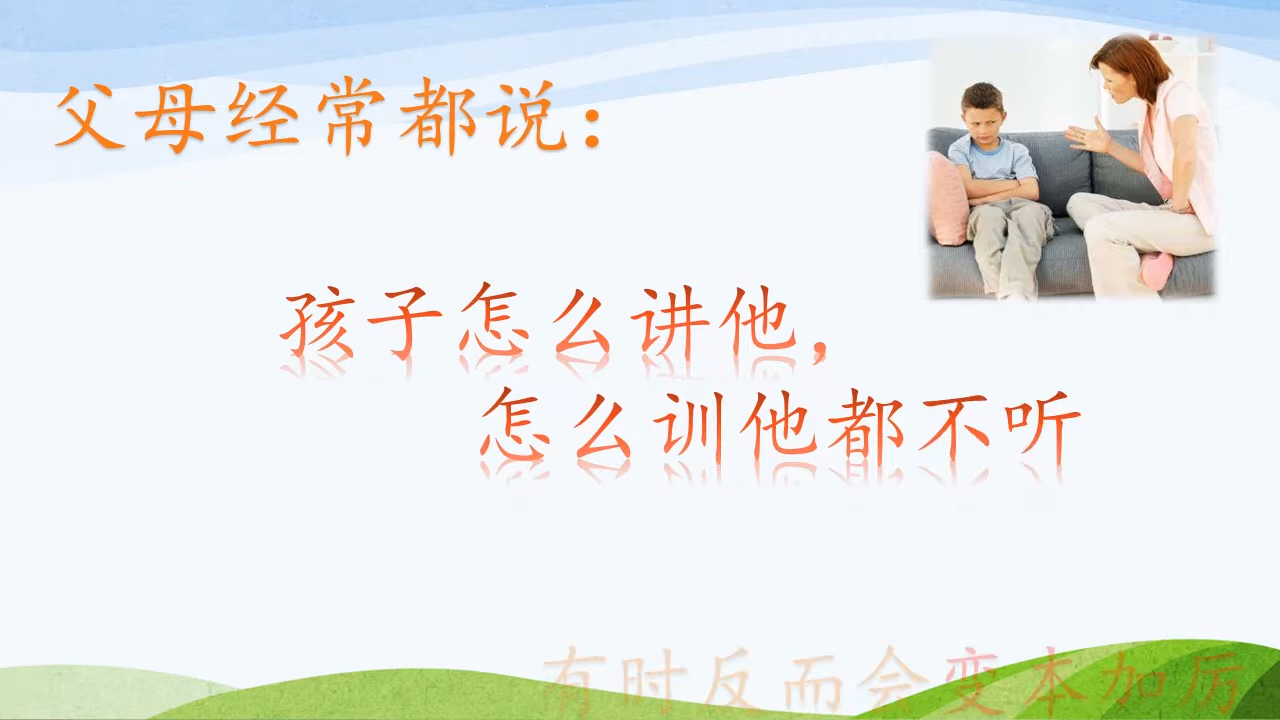 父母经常都说：
孩子怎么讲他，
怎么训他都不听
有时反而会变本加厉